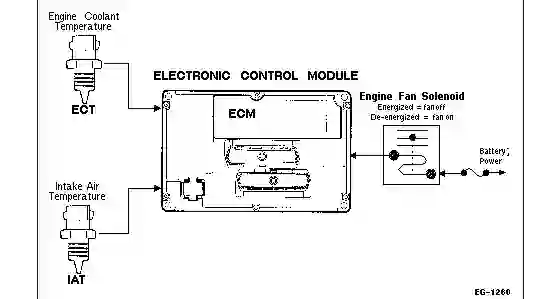 Engine Coolant
Temperature
ECT
ELECTRONIC CONTROL MODULE
ECM
Engine Fan Solenoid
Energized = fan off
De-energized = fan on
Battery
Power
Intake Air
Temperature
IAT
EG-1260